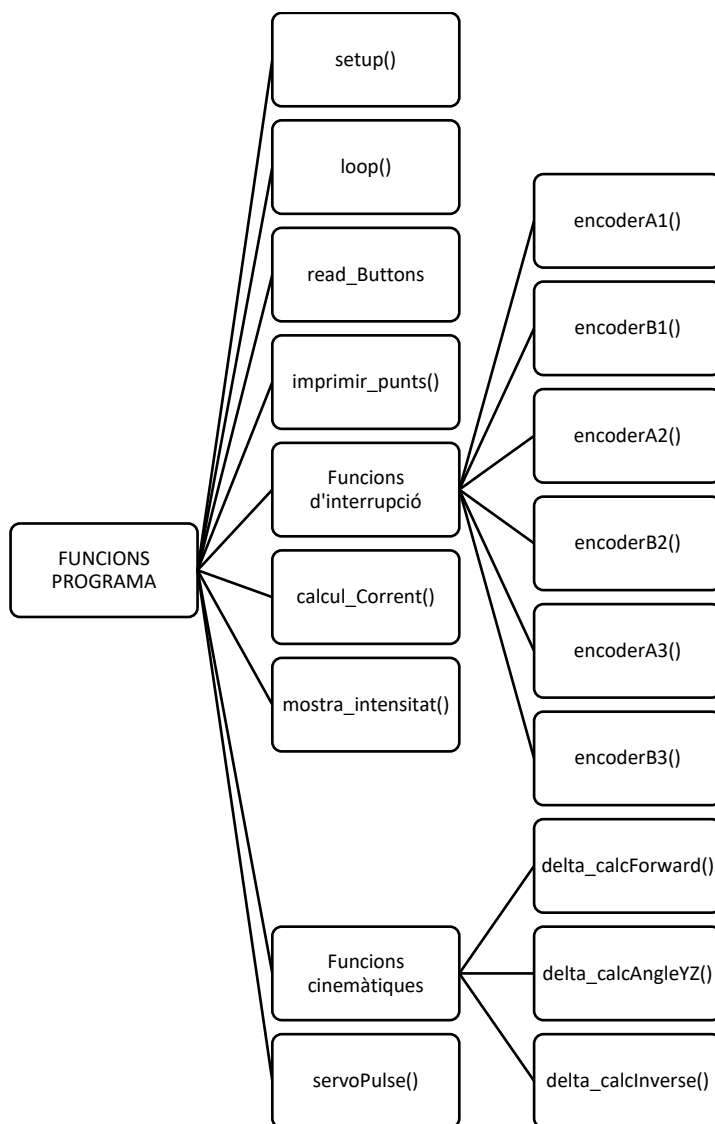 FUNCIONS
PROGRAMA
setup()
loop()
read_Buttons
imprimir_punts()
Funcions
d'interrupció
encoderA1()
encoderB1()
encoderA2()
encoderB2()
encoderA3()
encoderB3()
calcul_Corrent()
mostra_intensitat()
Funcions
cinemàtiques
delta_calcForward()
delta_calcAngleYZ()
delta_calcInverse()
servoPulse()